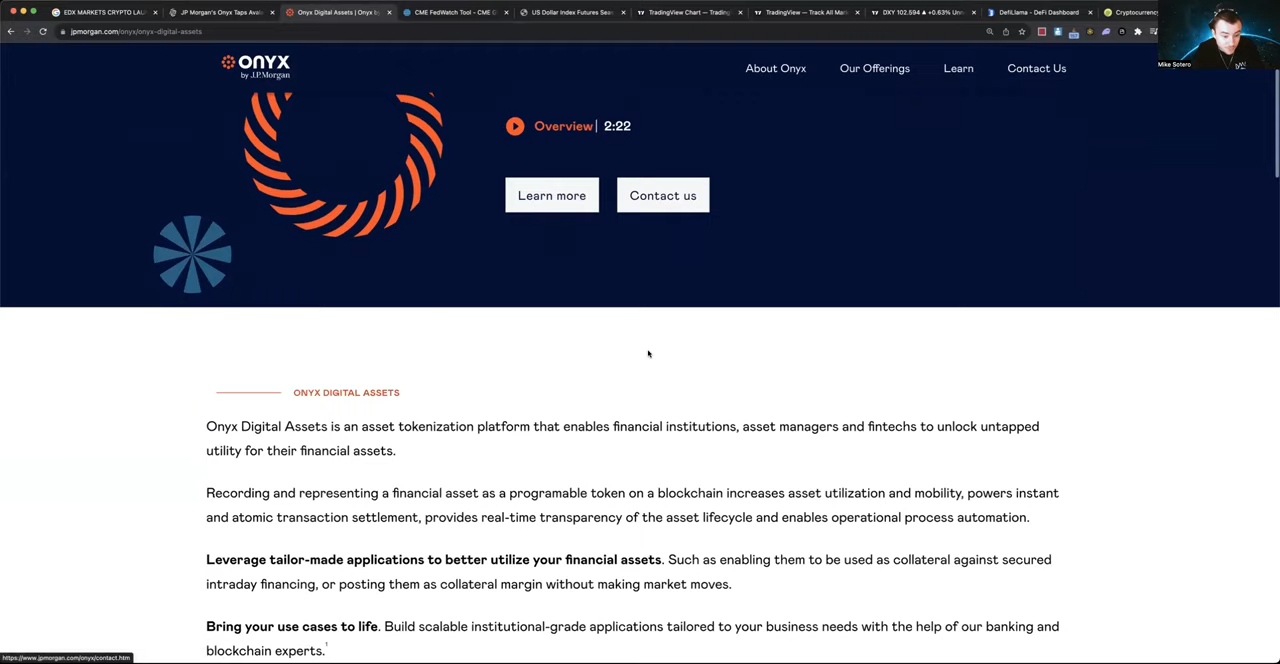 EDX MARKETS CRYPTO LAU
JP Morgan's Onyx Taps Avala
Onyx Digital Assets | Onyx b
CME FedWatch Tool - CME G
US Dollar Index Futures Sea
TradingView Chart — Trading
TradingView — Track All Mar
DXY 102.594 ▲ +0.63% Un
DefiLlama - DeFi Dashboard
Cryptocurrency
jpmorgan.com/onyx/onyx-digital-assets
Mike Sotero
ONYX
by J.P.Morgan
About Onyx
Our Offerings
Learn
Contact Us
Overview | 2:22
Learn more
Contact us
ONYX DIGITAL ASSETS
Onyx Digital Assets is an asset tokenization platform that enables financial institutions, asset managers and fintechs to unlock untapped
utility for their financial assets.
Recording and representing a financial asset as a programable token on a blockchain increases asset utilization and mobility, powers instant
and atomic transaction settlement, provides real-time transparency of the asset lifecycle and enables operational process automation.
Leverage tailor-made applications to better utilize your financial assets. Such as enabling them to be used as collateral against secured
intraday financing, or posting them as collateral margin without making market moves.
Bring your use cases to life. Build scalable institutional-grade applications tailored to your business needs with the help of our banking and
blockchain experts.¹
https://www.jpmorgan.com/onyx/contact.htm